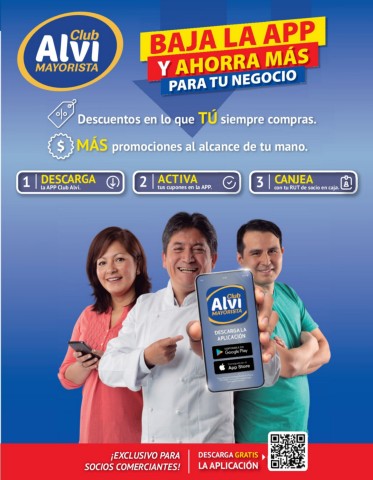 Club
Alvi
MAYORISTA
BAJA LA APP
Y AHORRA MÁS
PARA TU NEGOCIO
Descuentos en lo que TÚ siempre compras.
$ MÁS promociones al alcance de tu mano.
1 DESCARGA
la APP Club Alvi.
2 ACTIVA
tus cupones en la APP.
3 CANJEA
con tu RUT de socio en caja.
Club
Alvi
MAYORISTA
DESCARGA LA
APLICACIÓN
Google Play
App Store
¡EXCLUSIVO PARA
SOCIOS COMERCIANTES!
DESCARGA GRATIS
LA APLICACIÓN